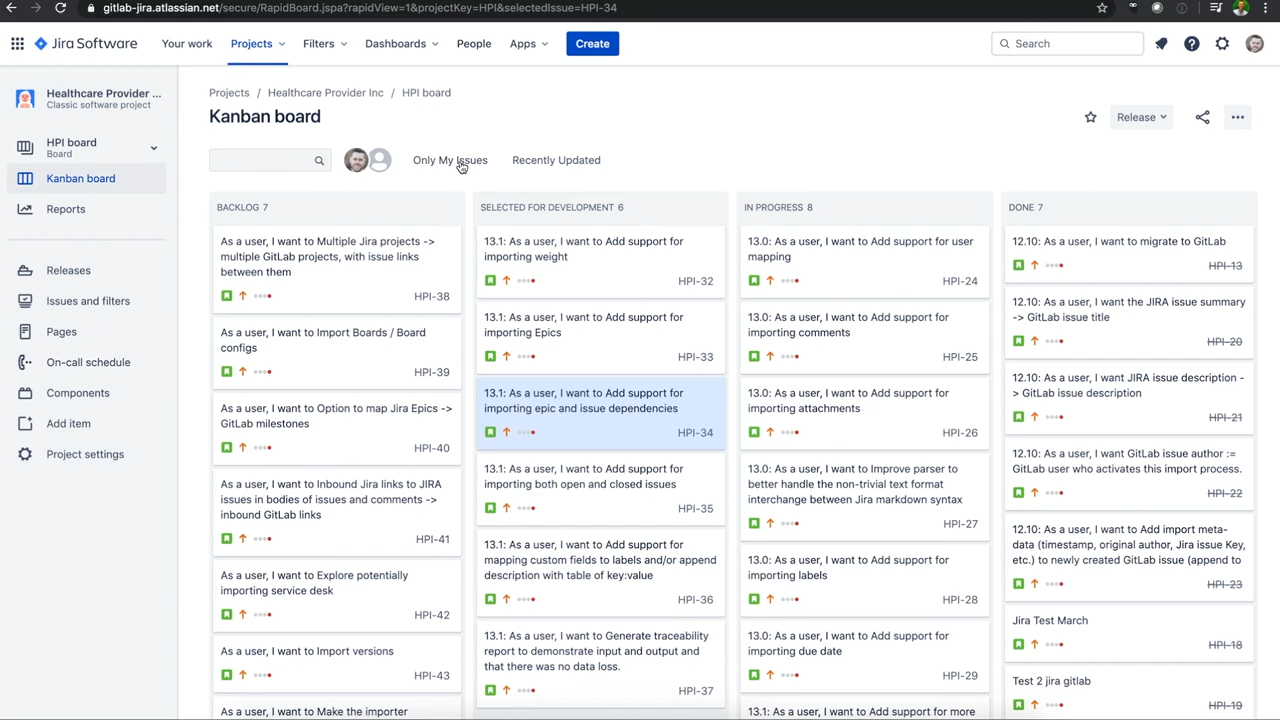 gitlab-jira.atlassian.net/secure/RapidBoard.jspa?rapidView=1&projectKey=HPI&selectedIssue=HPI-34
Jira Software
Your work
Projects
Filters
Dashboards
People
Apps
Create
Search
Healthcare Provider ...
Classic software project
HPI board
Board
Kanban board
Reports
Releases
Issues and filters
Pages
On-call schedule
Components
Add item
Project settings
Projects / Healthcare Provider Inc / HPI board
Kanban board
Release
Only My Issues
Recently Updated
BACKLOG 7
As a user, I want to Multiple Jira projects ->
multiple GitLab projects, with issue links
between them
HPI-38
As a user, I want to Import Boards / Board
configs
HPI-39
As a user, I want to Option to map Jira Epics ->
GitLab milestones
HPI-40
As a user, I want to Inbound Jira links to JIRA
issues in bodies of issues and comments ->
inbound GitLab links
HPI-41
As a user, I want to Explore potentially
importing service desk
HPI-42
As a user, I want to Import versions
HPI-43
As a user, I want to Make the importer
SELECTED FOR DEVELOPMENT 6
13.1: As a user, I want to Add support for
importing weight
HPI-32
13.1: As a user, I want to Add support for
importing Epics
HPI-33
13.1: As a user, I want to Add support for
importing epic and issue dependencies
HPI-34
13.1: As a user, I want to Add support for
importing both open and closed issues
HPI-35
13.1: As a user, I want to Add support for
mapping custom fields to labels and/or append
description with table of key:value
HPI-36
13.1: As a user, I want to Generate traceability
report to demonstrate input and output and
that there was no data loss.
HPI-37
IN PROGRESS 8
13.0: As a user, I want to Add support for user
mapping
HPI-24
13.0: As a user, I want to Add support for
importing comments
HPI-25
13.0: As a user, I want to Add support for
importing attachments
HPI-26
13.0: As a user, I want to Improve parser to
better handle the non-trivial text format
interchange between Jira markdown syntax
HPI-27
13.0: As a user, I want to Add support for
importing labels
HPI-28
13.0: As a user, I want to Add support for
importing due date
HPI-29
13.1: As a user, I want to Add support for more
DONE 7
12.10: As a user, I want to migrate to GitLab
HPI-13
12.10: As a user, I want the JIRA issue summary
-> GitLab issue title
HPI-20
12.10: As a user, I want JIRA issue description -
> GitLab issue description
HPI-21
12.10: As a user, I want GitLab issue author :=
GitLab user who activates this import process.
HPI-22
12.10: As a user, I want to Add import meta-
data (timestamp, original author, Jira issue Key,
etc.) to newly created GitLab issue (append to
HPI-23
Jira Test March
HPI-18
Test 2 jira gitlab
HPI-19